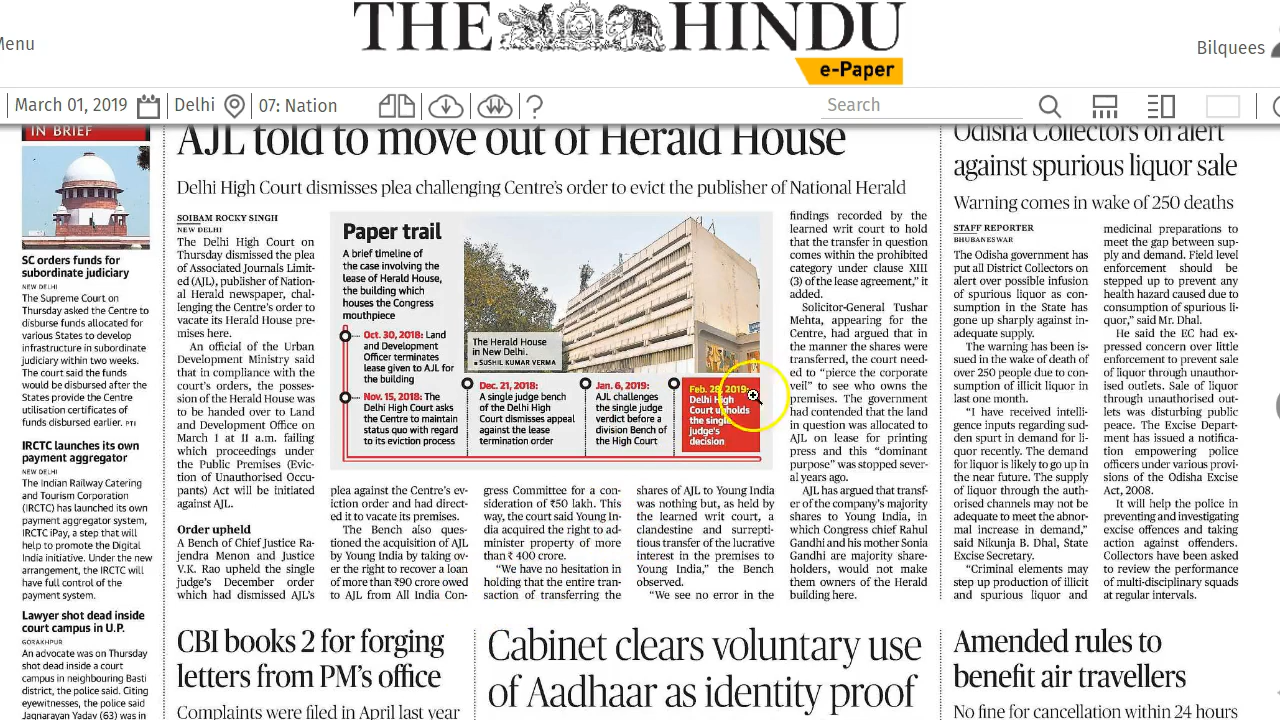 THE HINDU
e-Paper
Menu
Bilquees
March 01, 2019
Delhi
07: Nation
Search
IN BRIEF
SC orders funds for
subordinate judiciary
NEW DELHI
The Supreme Court on
Thursday asked the Centre to
disburse funds allocated for
various States to develop
infrastructure in subordinate
judiciary within two weeks.
The court said the funds
would be disbursed after the
States provide the Centre
utilisation certificates of
funds disbursed earlier. PTI
IRCTC launches its own
payment aggregator
NEW DELHI
The Indian Railway Catering
and Tourism Corporation
(IRCTC) has launched its own
payment aggregator system,
IRCTC iPay, a step that will
help to promote the Digital
India initiative. Under the new
arrangement, the IRCTC will
have full control of the
payment system.
Lawyer shot dead inside
court campus in U.P.
GORAKHPUR
An advocate was on Thursday
shot dead inside a court
campus in neighbouring Basti
district, the police said. Citing
eyewitnesses, the police said
Jagnarayan Yadav (63) was in
AJL told to move out of Herald House
Delhi High Court dismisses plea challenging Centre's order to evict the publisher of National Herald
SOIBAM ROCKY SINGH
NEW DELHI
The Delhi High Court on
Thursday dismissed the plea
of Associated Journals Limit-
ed (AJL), publisher of Nation-
al Herald newspaper, chal-
lenging the Centre's order to
vacate its Herald House pre-
mises here.
An official of the Urban
Development Ministry said
that in compliance with the
court's orders, the posses-
sion of the Herald House was
to be handed over to Land
and Development Office on
March 1 at 11 a.m. failing
which proceedings under
the Public Premises (Evic-
tion of Unauthorised Occu-
pants) Act will be initiated
against AJL.
Order upheld
A Bench of Chief Justice Ra-
jendra Menon and Justice
V.K. Rao upheld the single
judge's December order
which had dismissed AJL's
Paper trail
A brief timeline of
the case involving the
lease of Herald House,
the building which
houses the Congress
mouthpiece
Oct. 30, 2018: Land
and Development
Officer terminates
lease given to AJL for
the building
Nov. 15, 2018: The
Delhi High Court asks
the Centre to maintain
status quo with regard
to its eviction process
The Herald House
in New Delhi.
SUSHIL KUMAR VERMA
Dec. 21, 2018:
A single judge bench
of the Delhi High
Court dismisses appeal
against the lease
termination order
Jan. 6, 2019:
AJL challenges
the single judge
verdict before a
division Bench of
the High Court
Feb. 28, 2019:
Delhi High
Court upholds
the single
judge's
decision
plea against the Centre's ev-
iction order and had direct-
ed it to vacate its premises.
The Bench also ques-
tioned the acquisition of AJL
by Young India by taking ov-
er the right to recover a loan
of more than ₹90 crore owed
to AJL from All India Con-
gress Committee for a con-
sideration of ₹50 lakh. This
way, the court said Young In-
dia acquired the right to ad-
minister property of more
than ₹ 400 crore.
"We have no hesitation in
holding that the entire tran-
saction of transferring the
shares of AJL to Young India
was nothing but, as held by
the learned writ court, a
clandestine and surrepti-
tious transfer of the lucrative
interest in the premises to
Young India," the Bench
observed.
"We see no error in the
findings recorded by the
learned writ court to hold
that the transfer in question
comes within the prohibited
category under clause XIII
(3) of the lease agreement," it
added.
Solicitor-General Tushar
Mehta, appearing for the
Centre, had argued that in
the manner the shares were
transferred, the court need-
ed to "pierce the corporate
veil" to see who owns the
premises. The government
had contended that the land
in question was allocated to
AJL on lease for printing
press and this "dominant
purpose" was stopped sever-
al years ago.
AJL has argued that transf-
er of the company's majority
shares to Young India, in
which Congress chief Rahul
Gandhi and his mother Sonia
Gandhi are majority share-
holders, would not make
them owners of the Herald
building here.
Odisha Collectors on alert
against spurious liquor sale
Warning comes in wake of 250 deaths
STAFF REPORTER
BHUBANESWAR
The Odisha government has
put all District Collectors on
alert over possible infusion
of spurious liquor as con-
sumption in the State has
gone up sharply against in-
adequate supply.
The warning has been is-
sued in the wake of death of
over 250 people due to con-
sumption of illicit liquor in
last one month.
"I have received intelli-
gence inputs regarding sud-
den spurt in demand for li-
quor recently. The demand
for liquor is likely to go up in
the near future. The supply
of liquor through the auth-
orised channels may not be
adequate to meet the abnor-
mal increase in demand,"
said Nikunja B. Dhal, State
Excise Secretary.
"Criminal elements may
step up production of illicit
and spurious liquor and
medicinal preparations to
meet the gap between sup-
ply and demand. Field level
enforcement should be
stepped up to prevent any
health hazard caused due to
consumption of spurious li-
quor," said Mr. Dhal.
He said the EC had ex-
pressed concern over little
enforcement to prevent sale
of liquor through unauthor-
ised outlets. Sale of liquor
through unauthorised out-
lets was disturbing public
peace. The Excise Depart-
ment has issued a notifica-
tion empowering police
officers under various provi-
sions of the Odisha Excise
Act, 2008.
It will help the police in
preventing and investigating
excise offences and taking
action against offenders.
Collectors have been asked
to review the performance
of multi-disciplinary squads
at regular intervals.
CBI books 2 for forging
letters from PM's office
Complaints were filed in April last year
Cabinet clears voluntary use
of Aadhaar as identity proof
Amended rules to
benefit air travellers
No fine for cancellation within 24 hours